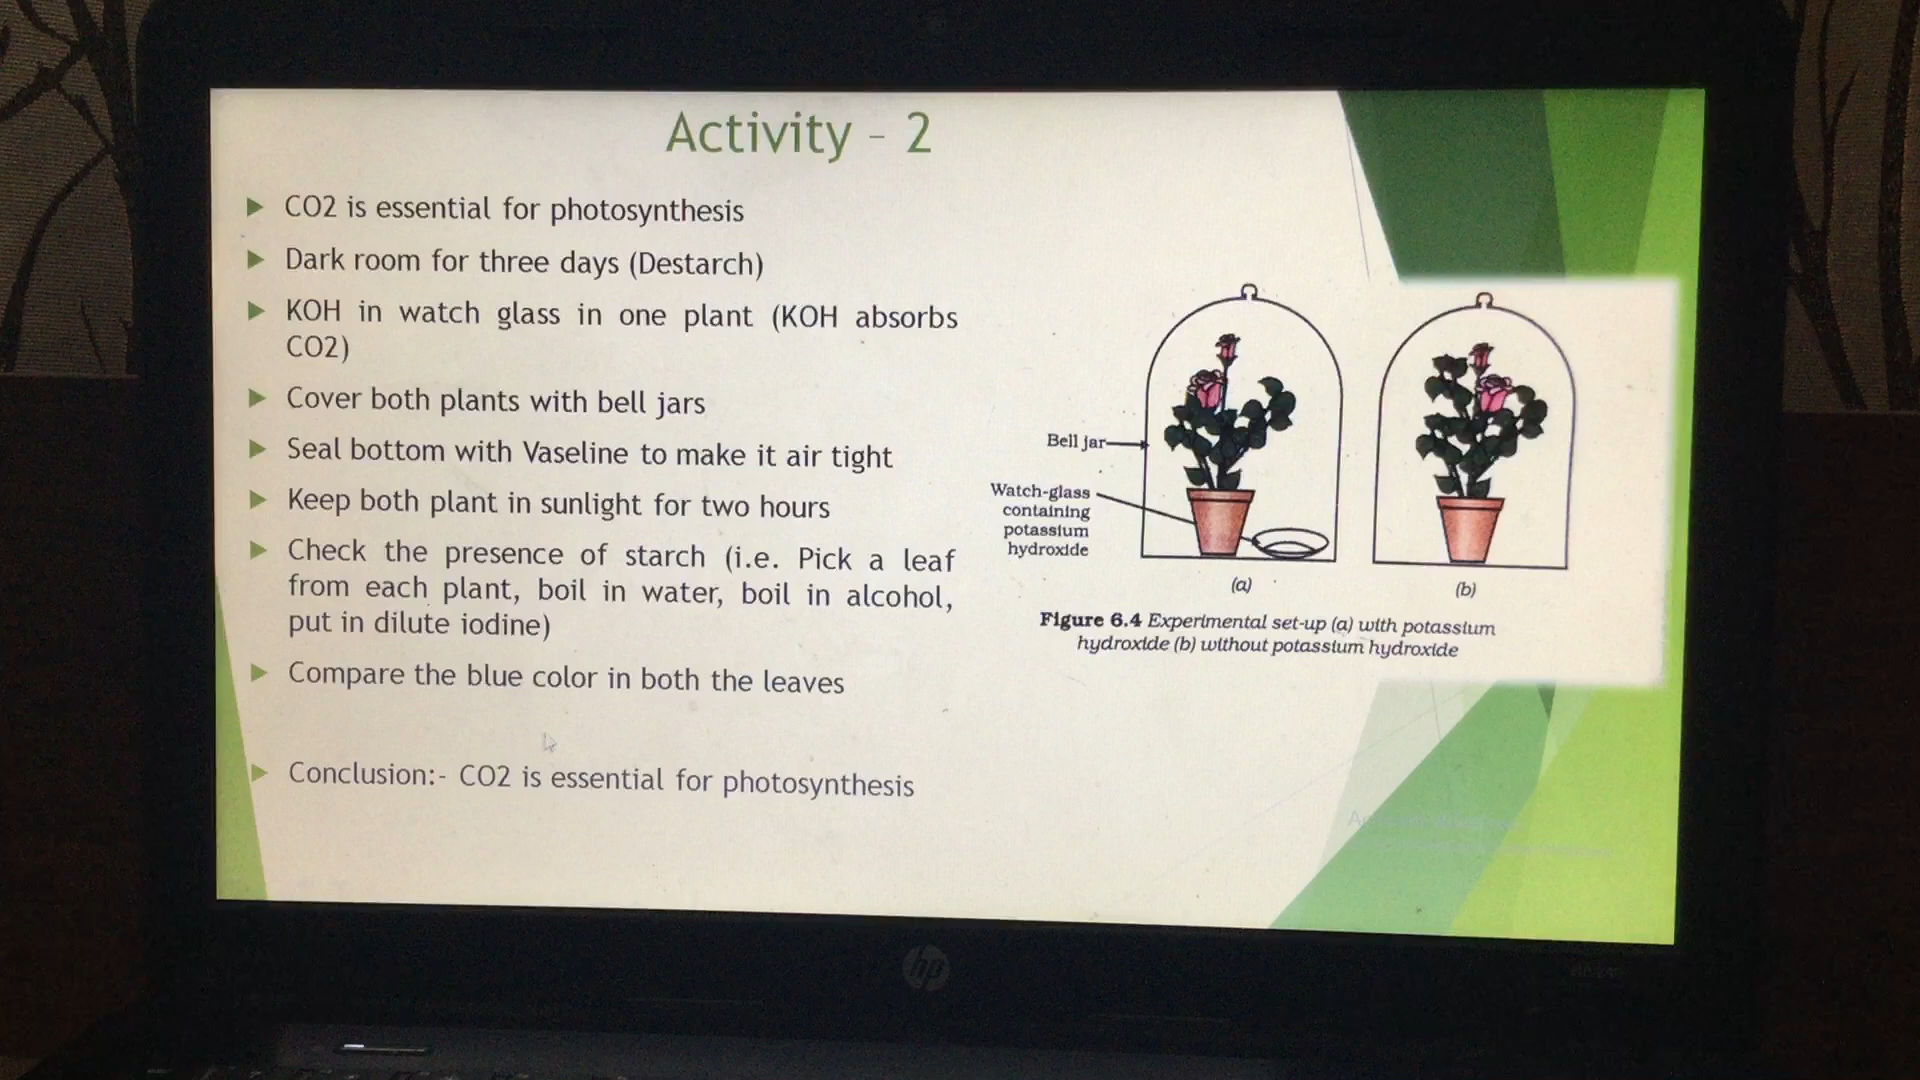 Activity - 2
CO2 is essential for photosynthesis
Dark room for three days (Destarch)
KOH in watch glass in one plant (KOH absorbs
CO2)
Cover both plants with bell jars
Seal bottom with Vaseline to make it air tight
Keep both plant in sunlight for two hours
Check the presence of starch (i.e. Pick a leaf
from each plant, boil in water, boil in alcohol,
put in dilute iodine)
Compare the blue color in both the leaves
Conclusion:- CO2 is essential for photosynthesis
Bell jar
Watch-glass
containing
potassium
hydroxide
(a)
(b)
Figure 6.4 Experimental set-up (a) with potassium
hydroxide (b) without potassium hydroxide
hp